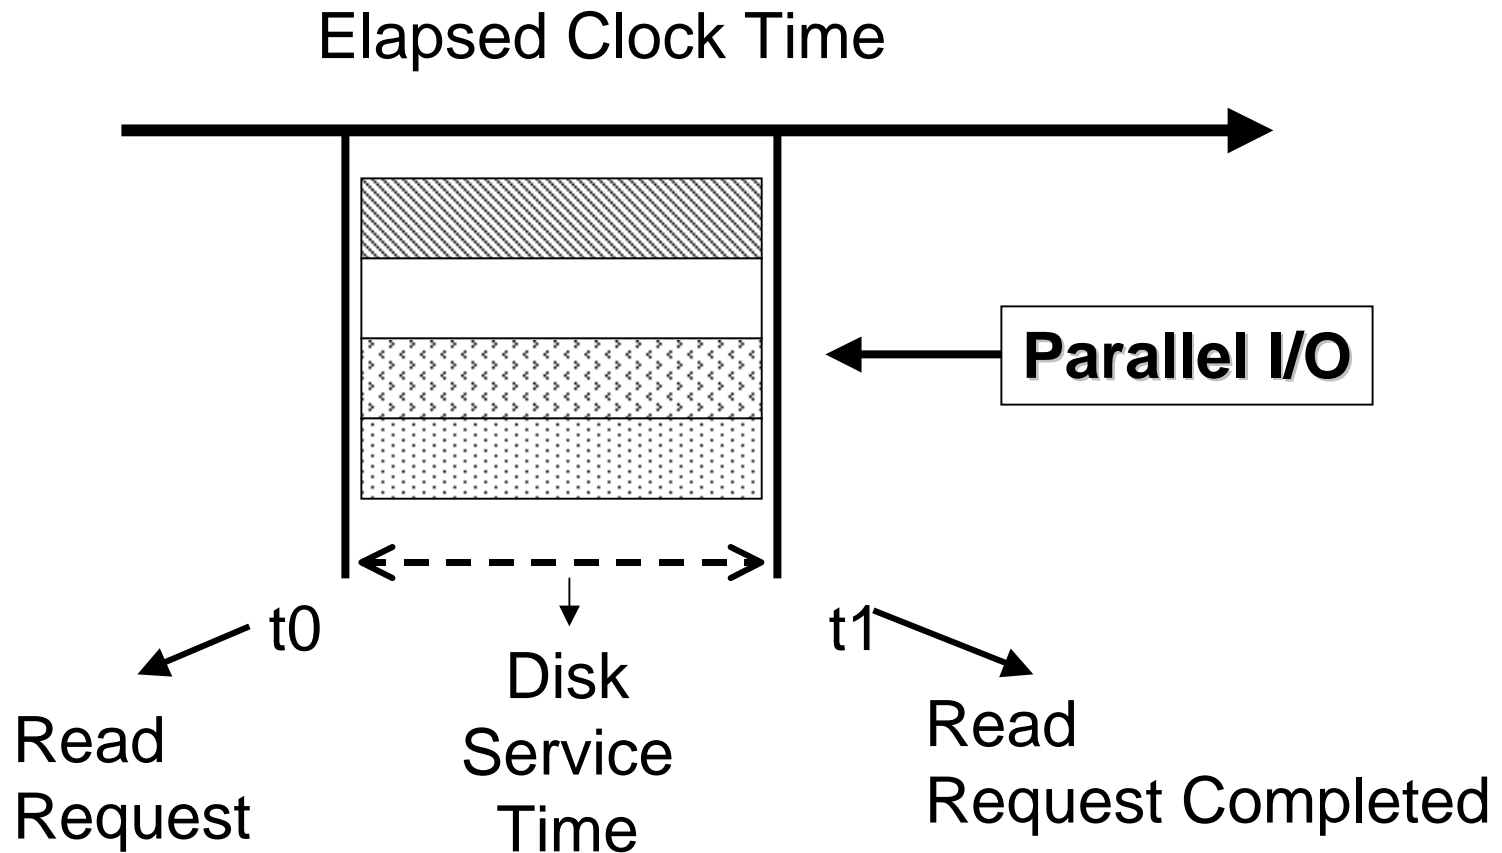 Elapsed Clock Time
Parallel I/O
t0
t1
Read
Request
Disk
Service
Time
Read
Request Completed